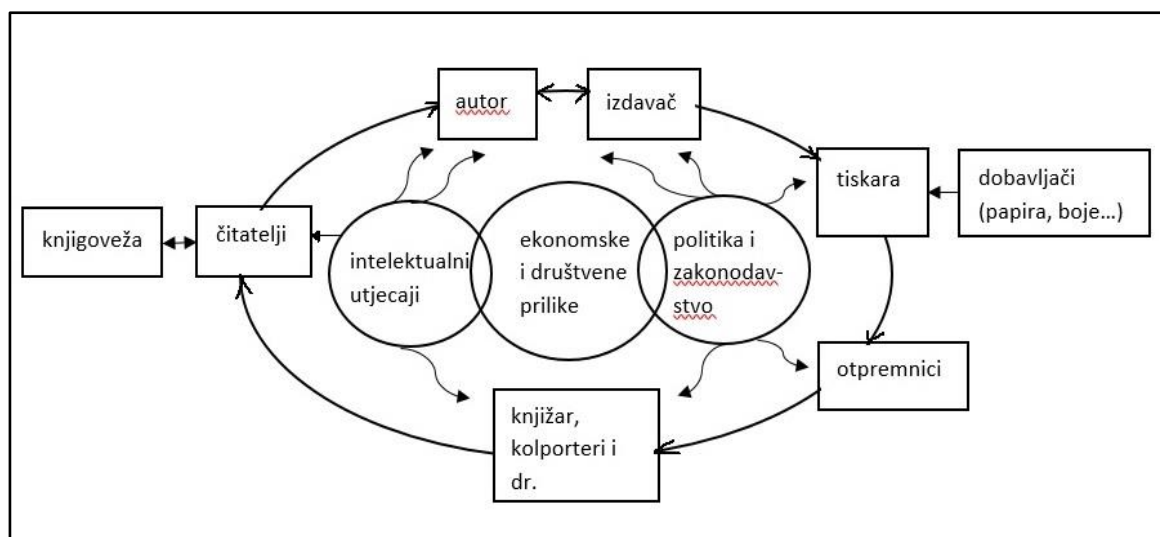 autor
izdavač
tiskara
dobavljači
(papira, boje...)
knjigoveža
čitatelji
intelektualni
utjecaji
ekonomske
i društvene
prilike
politika i
zakonodav-
stvo
otpremnici
knjižar,
kolporteri i
dr.